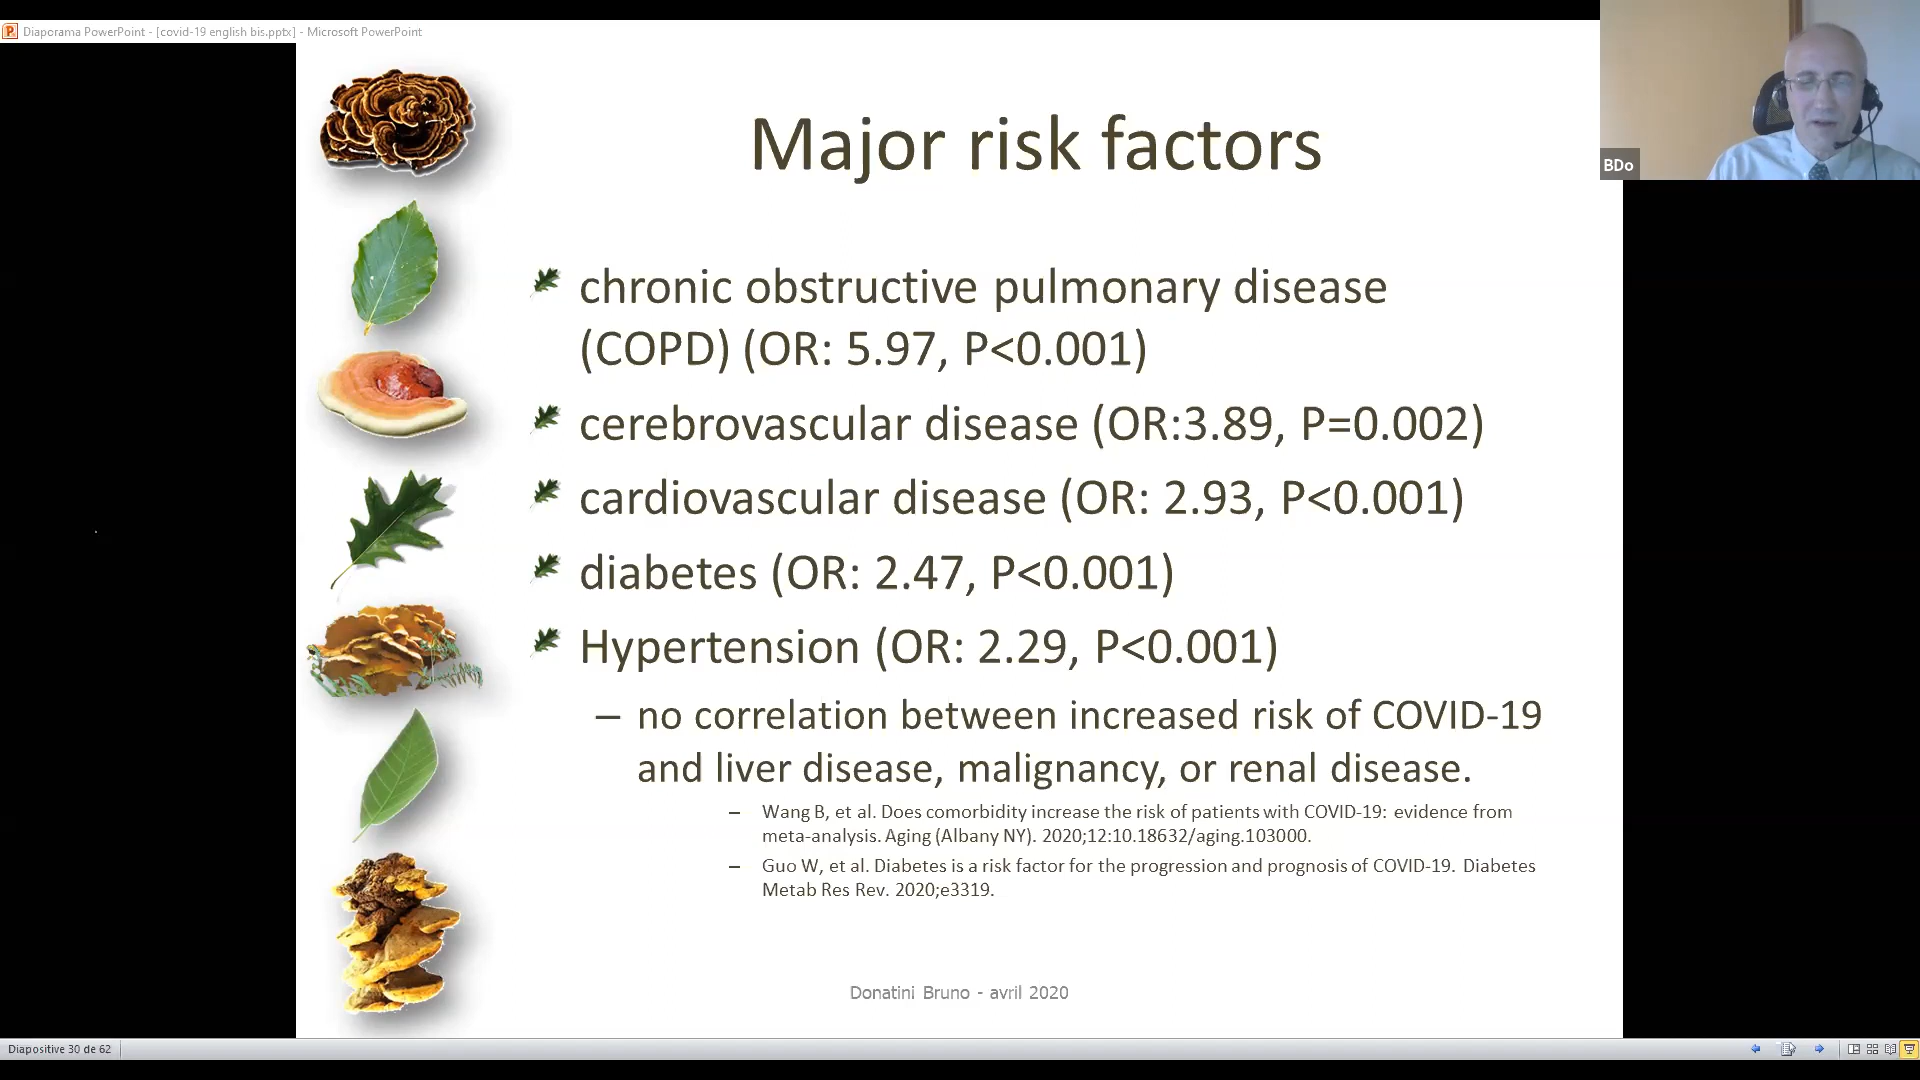 Diaporama PowerPoint - [covid-19 english bis.pptx] - Microsoft PowerPoint
BDo
Major risk factors
chronic obstructive pulmonary disease
(COPD) (OR: 5.97, P<0.001)
cerebrovascular disease (OR:3.89, P=0.002)
cardiovascular disease (OR: 2.93, P<0.001)
diabetes (OR: 2.47, P<0.001)
Hypertension (OR: 2.29, P<0.001)
– no correlation between increased risk of COVID-19
and liver disease, malignancy, or renal disease.
– Wang B, et al. Does comorbidity increase the risk of patients with COVID-19: evidence from
meta-analysis. Aging (Albany NY). 2020;12:10.18632/aging.103000.
– Guo W, et al. Diabetes is a risk factor for the progression and prognosis of COVID-19. Diabetes
Metab Res Rev. 2020;e3319.
Donatini Bruno - avril 2020
Diapositive 30 de 62